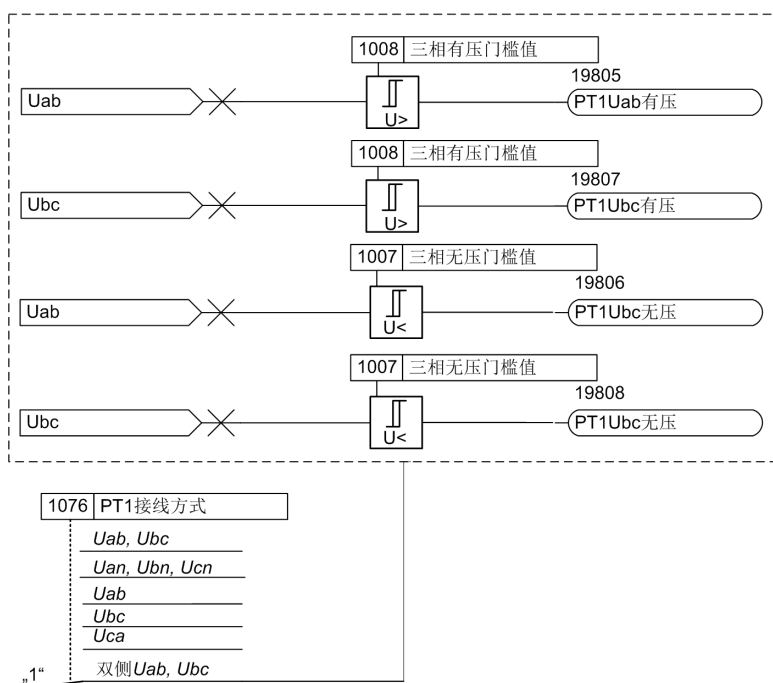 1008 三相有压门槛值
19805
Uab
U>
PT1Uab有压
1008 三相有压门槛值
19807
Ubc
U>
PT1Ubc有压
1007 三相无压门槛值
19806
Uab
U<
PT1Ubc无压
1007 三相无压门槛值
19808
Ubc
U<
PT1Ubc无压
1076 PT1接线方式
Uab, Ubc
Uan, Ubn, Ucn
Uab
Ubc
Uca
双侧Uab, Ubc
„1“